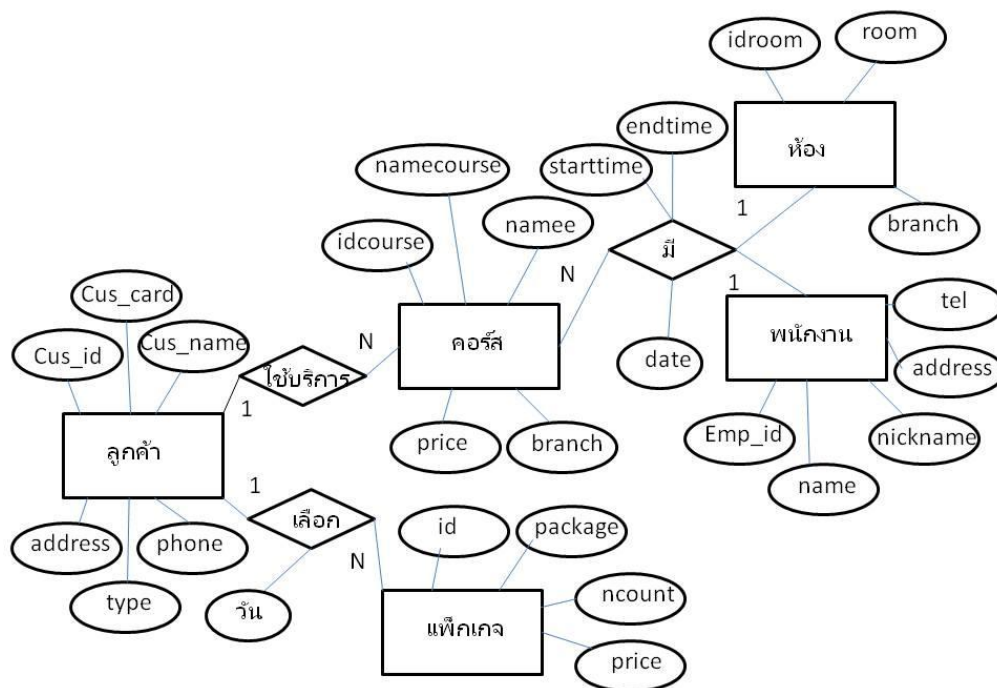 idroom
room
ห้อง
branch
endtime
starttime
namecourse
namee
idcourse
มี
1
N
1
date
tel
พนักงาน
address
Emp_id
nickname
name
คอร์ส
price
branch
Cus_card
Cus_id
Cus_name
N
ใช้บริการ
1
ลูกค้า
address
type
phone
1
เลือก
N
วัน
id
package
ncount
แพ็กเกจ
price